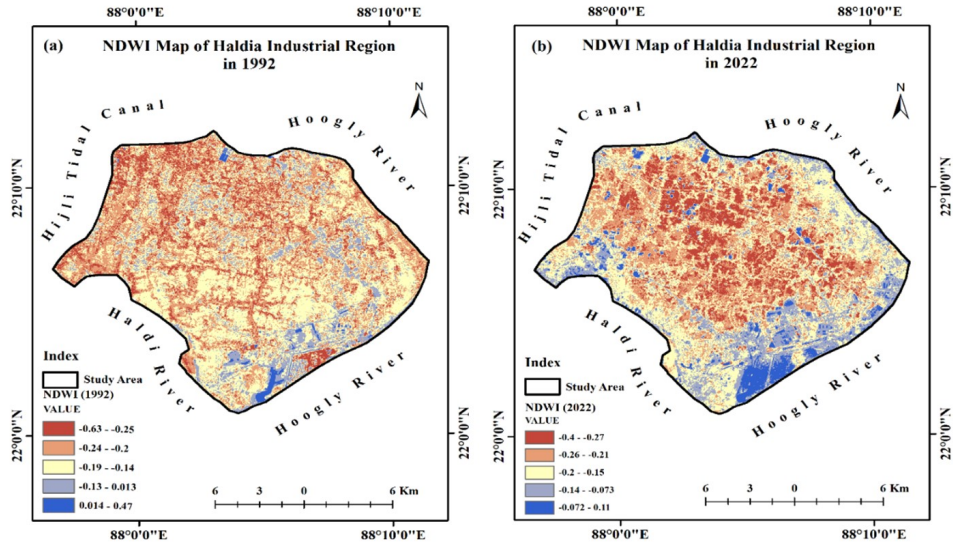 88°0'0"E
88°10'0"E
(a)
NDWI Map of Haldia Industrial Region
in 1992
N
Hijli Tidal Canal
Hoogly River
22°10'0"N
22°10'0"N
Haldi River
Hoogly River
Index
Study Area
NDWI (1992)
VALUE
-0.63 - -0.25
-0.24 - -0.2
-0.19 - -0.14
-0.13 - 0.013
0.014 - 0.47
22°0'0"N
22°0'0"N
6 3 0 6 Km
88°0'0"E
88°10'0"E
88°0'0"E
88°10'0"E
(b)
NDWI Map of Haldia Industrial Region
in 2022
N
Hijli Tidal Canal
Hoogly River
22°10'0"N
22°10'0"N
Haldi River
Hoogly River
Index
Study Area
NDWI (2022)
VALUE
-0.4 - -0.27
-0.26 - -0.21
-0.2 - -0.15
-0.14 - -0.073
-0.072 - 0.11
22°0'0"N
22°0'0"N
6 3 0 6 Km
88°0'0"E
88°10'0"E